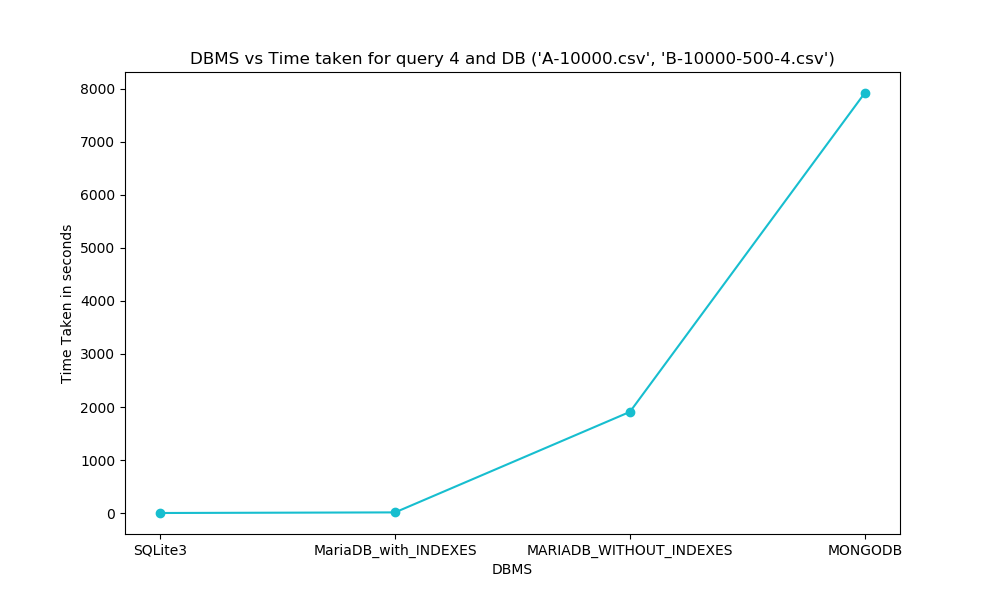 DBMS vs Time taken for query 4 and DB ('A-10000.csv', 'B-10000-500-4.csv')
8000
7000
6000
5000
4000
3000
2000
1000
0
Time Taken in seconds
SQLite3
MariaDB_with_INDEXES
MARIADB_WITHOUT_INDEXES
MONGODB
DBMS